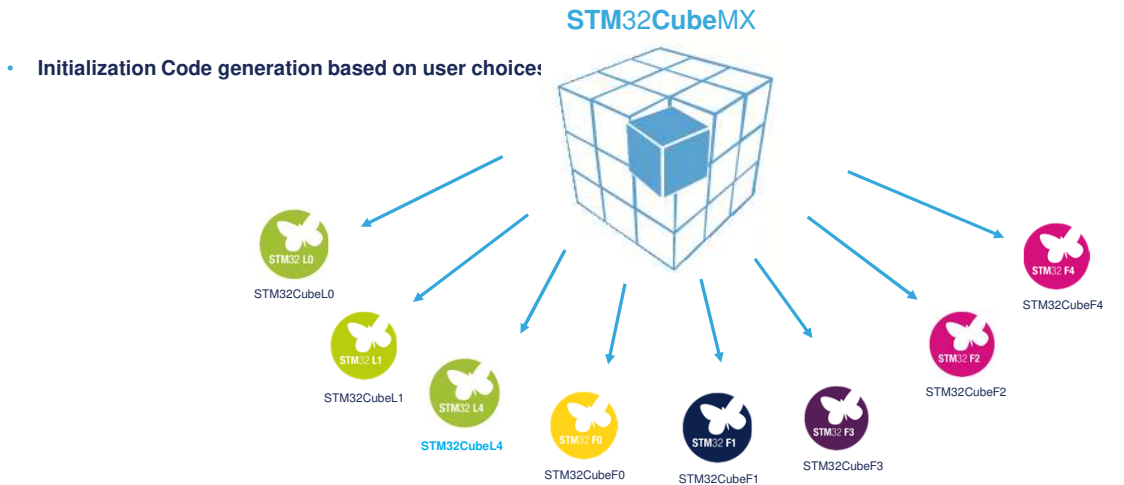 STM32CubeMX
• Initialization Code generation based on user choices
STM32 L0
STM32CubeL0
STM32 L1
STM32CubeL1
STM32 L4
STM32CubeL4
STM32 F0
STM32CubeF0
STM32 F1
STM32CubeF1
STM32 F3
STM32CubeF3
STM32 F2
STM32CubeF2
STM32 F4
STM32CubeF4